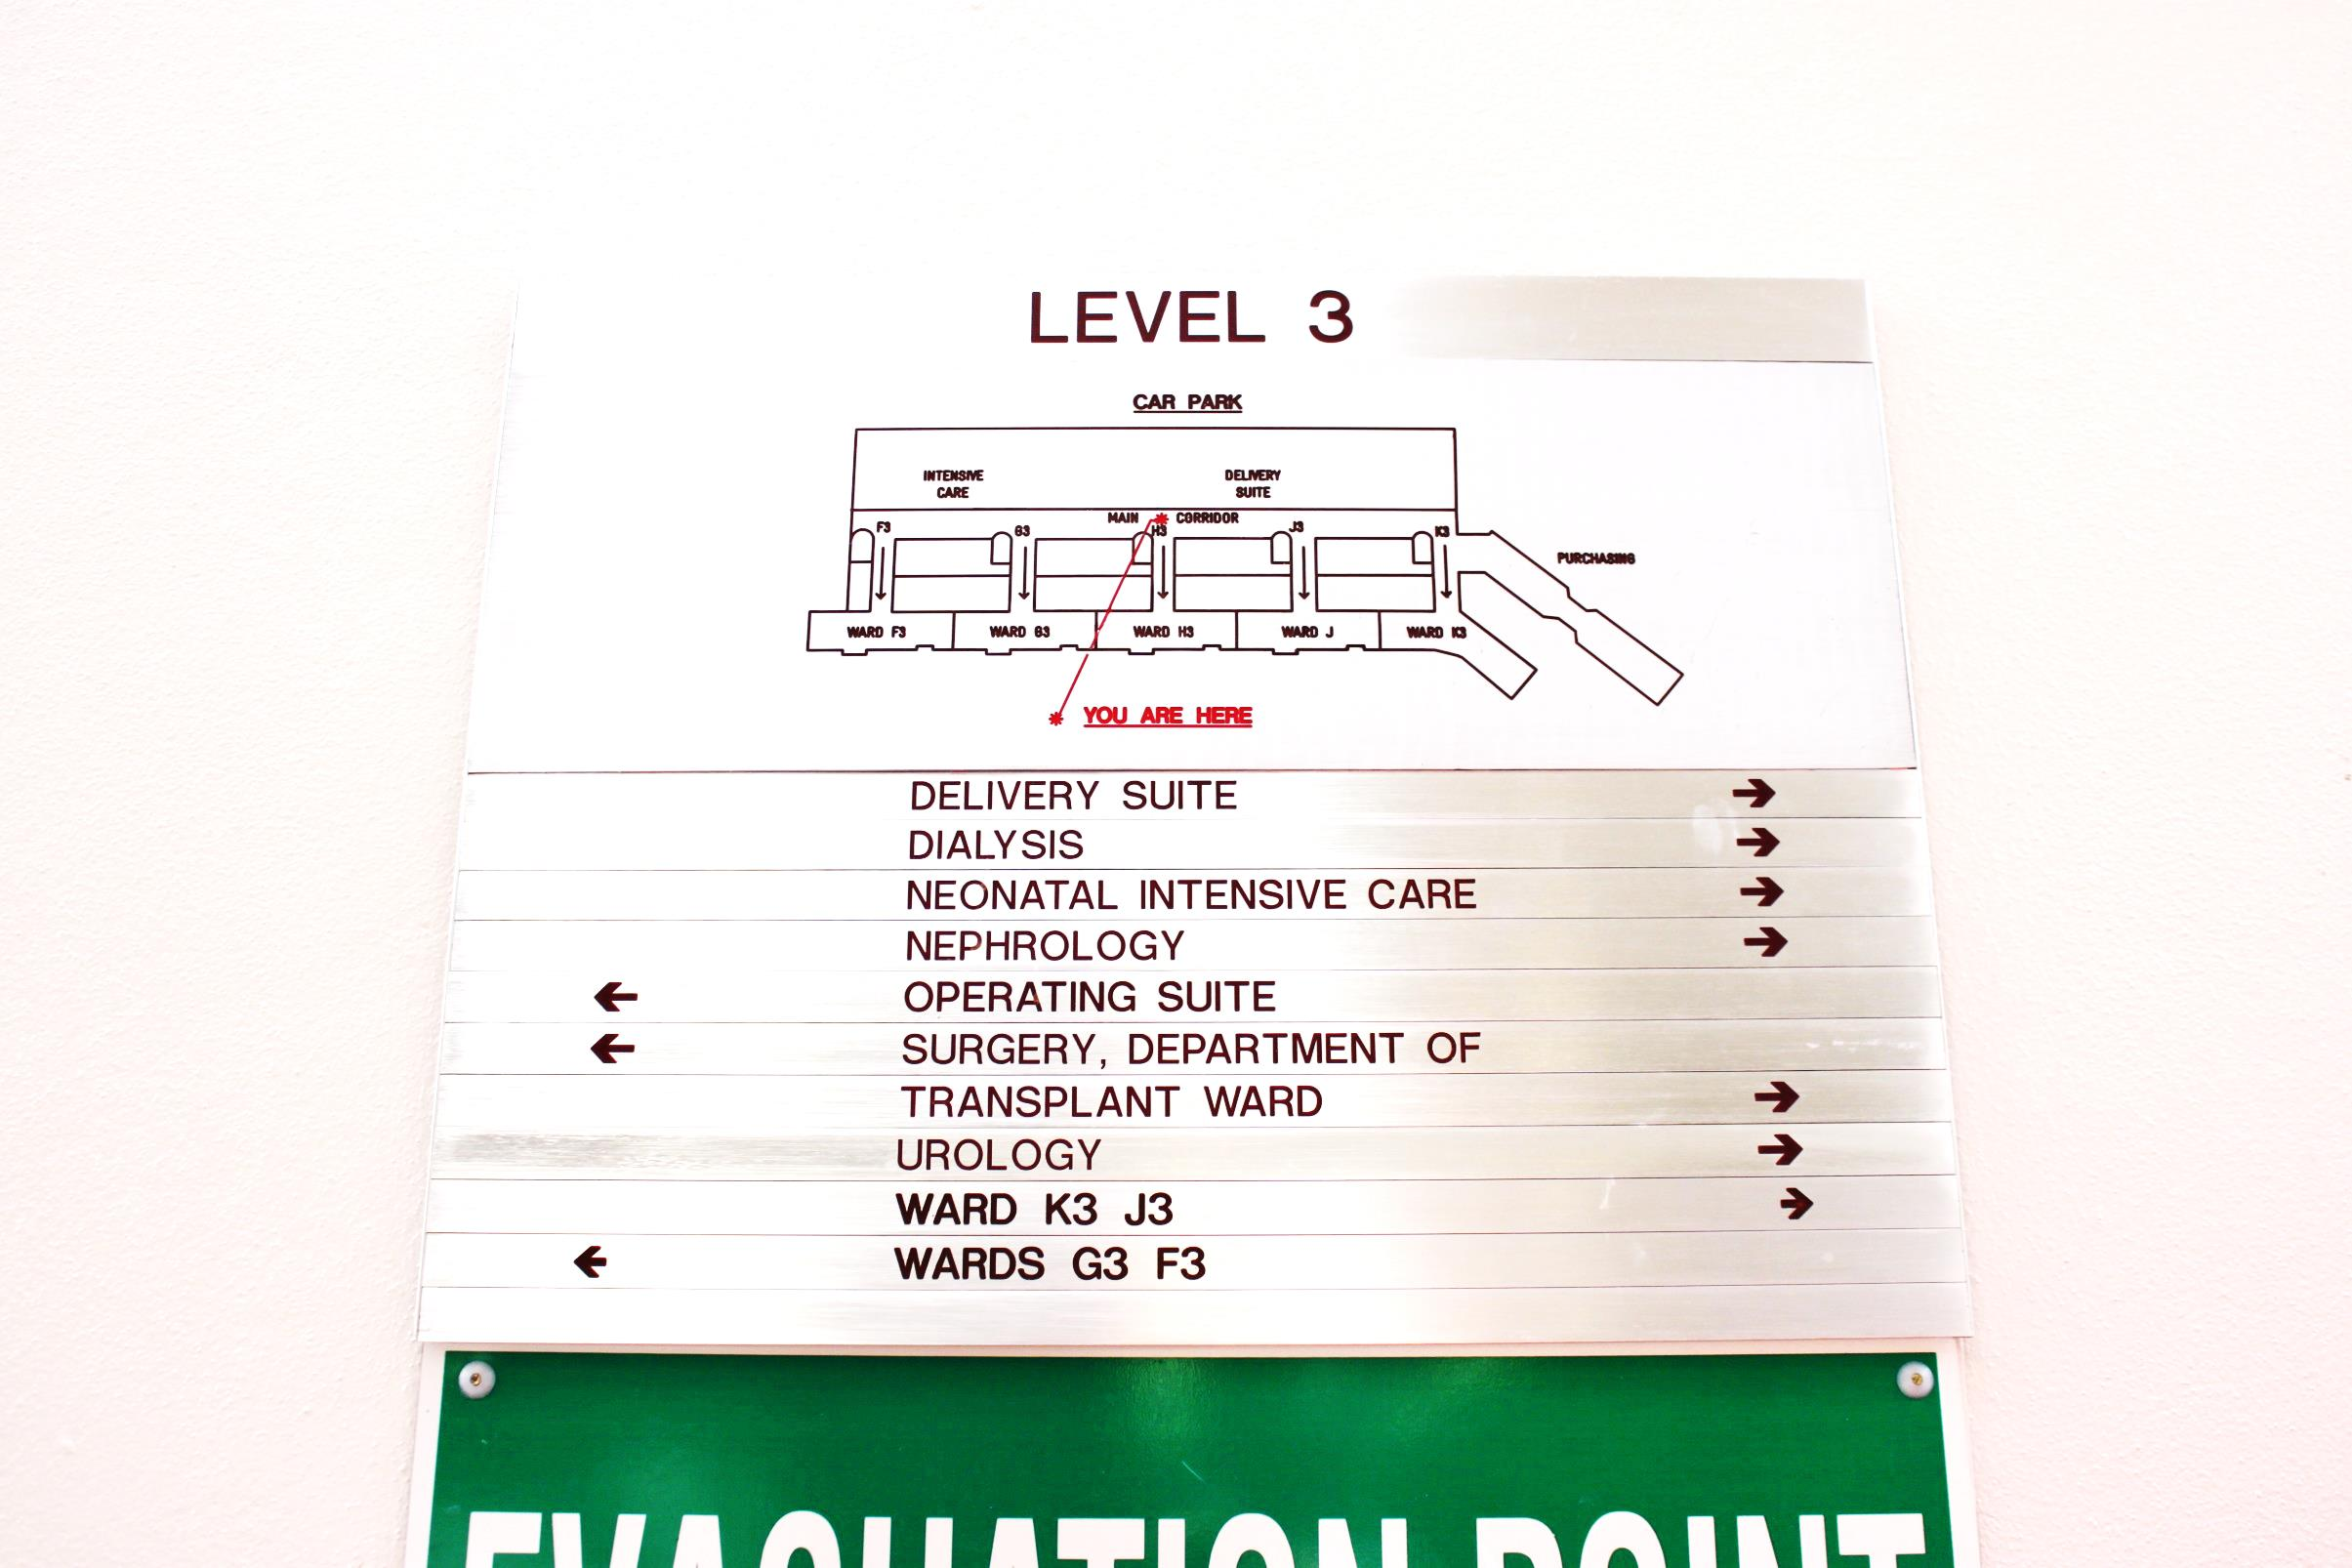 LEVEL 3
CAR PARK
INTENSIVE
CARE
DELIVERY
SUITE
MAIN CORRIDOR
F3
G3
H3
J3
K3
PURCHASING
WARD F3
WARD G3
WARD H3
WARD J
WARD K3
YOU ARE HERE
DELIVERY SUITE
DIALYSIS
NEONATAL INTENSIVE CARE
NEPHROLOGY
OPERATING SUITE
SURGERY, DEPARTMENT OF
TRANSPLANT WARD
UROLOGY
WARD K3 J3
WARDS G3 F3
EVACUATION POINT